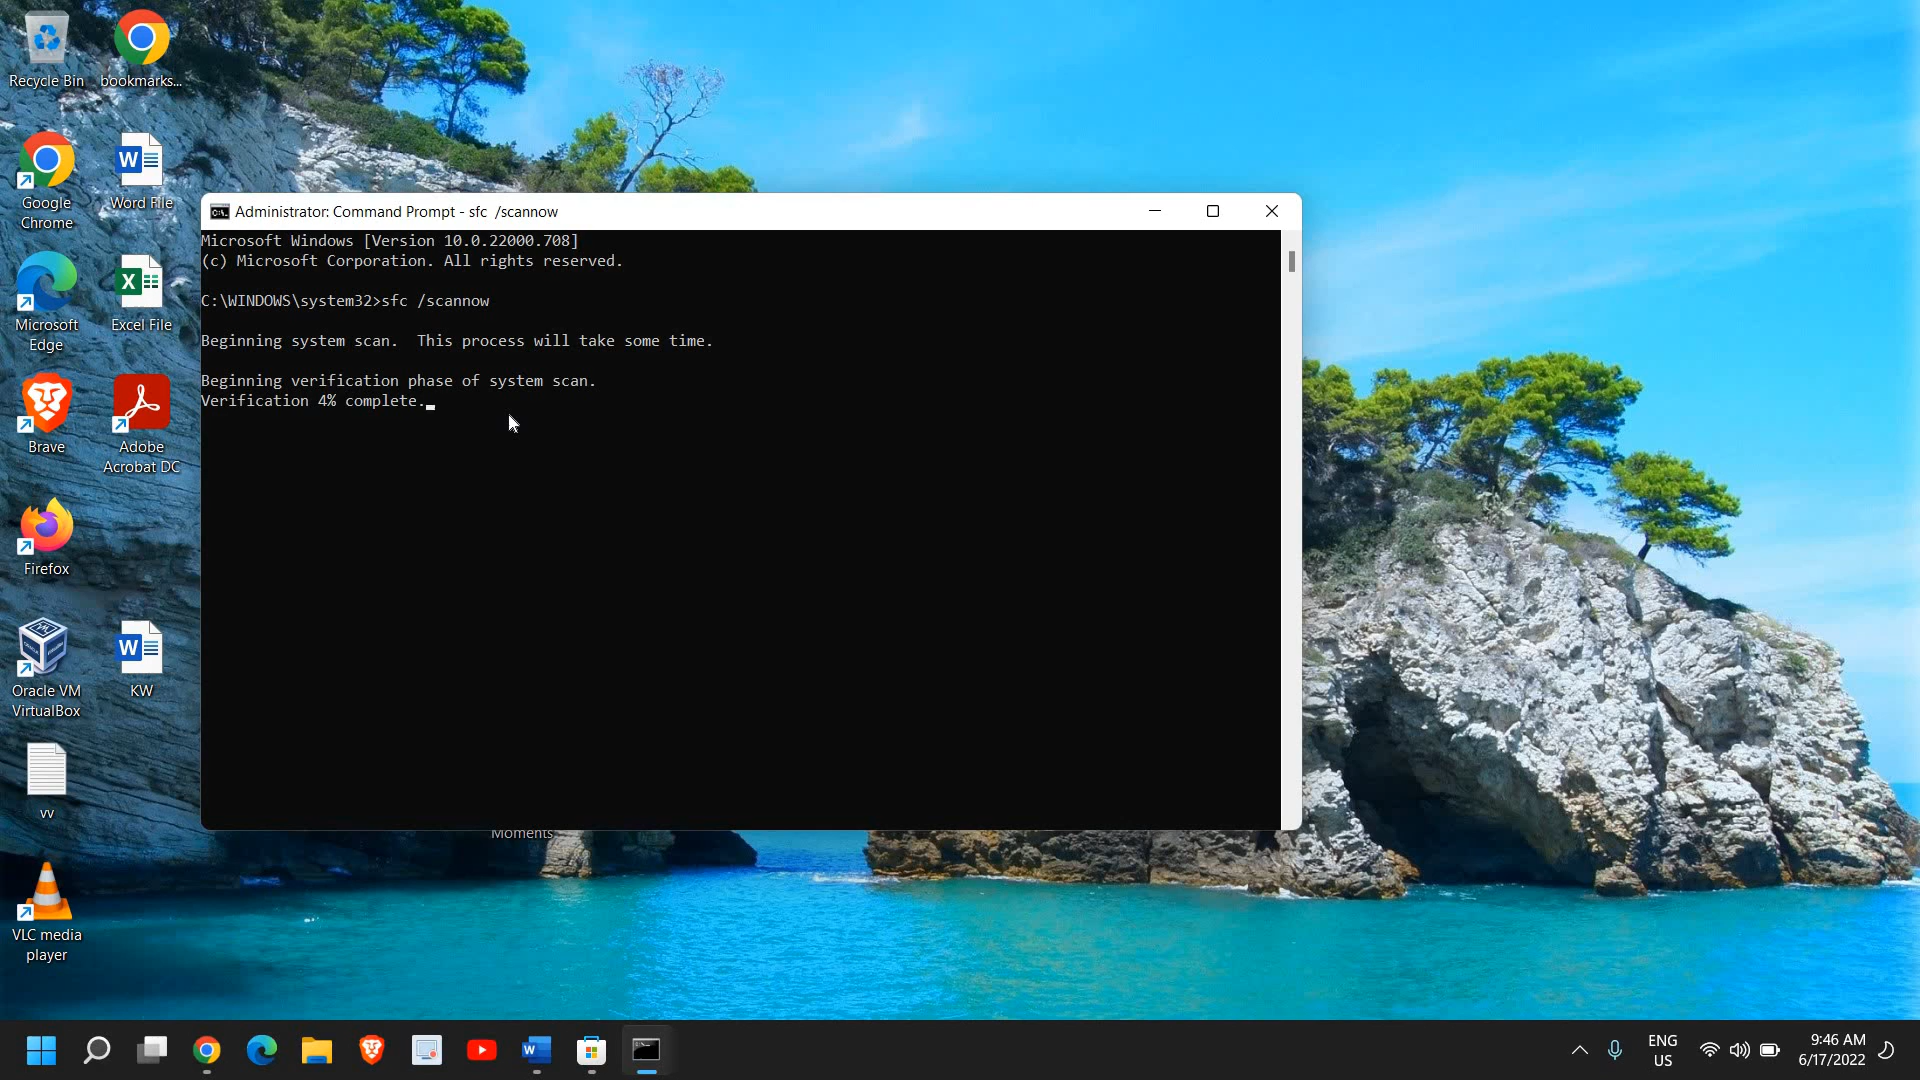 Recycle Bin
bookmarks...
Google
Chrome
Word File
Microsoft
Edge
Excel File
Brave
Adobe
Acrobat DC
Firefox
Oracle VM
VirtualBox
KW
vv
VLC media
player
Administrator: Command Prompt - sfc  /scannow
Microsoft Windows [Version 10.0.22000.708]
(c) Microsoft Corporation. All rights reserved.
C:\WINDOWS\system32>sfc /scannow
Beginning system scan.  This process will take some time.
Beginning verification phase of system scan.
Verification 4% complete.
Moments
ENG
US
9:46 AM
6/17/2022